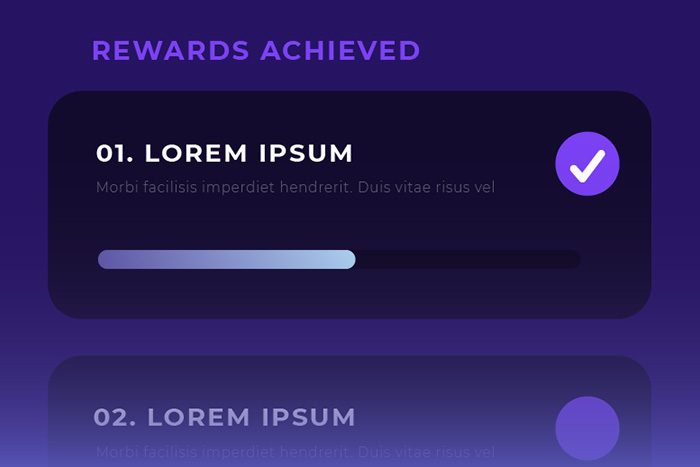 REWARDS ACHIEVED
01. LOREM IPSUM
Morbi facilisis imperdiet hendrerit. Duis vitae risus vel
02. LOREM IPSUM
Morbi facilisis imperdiet hendrerit. Duis vitae risus vel